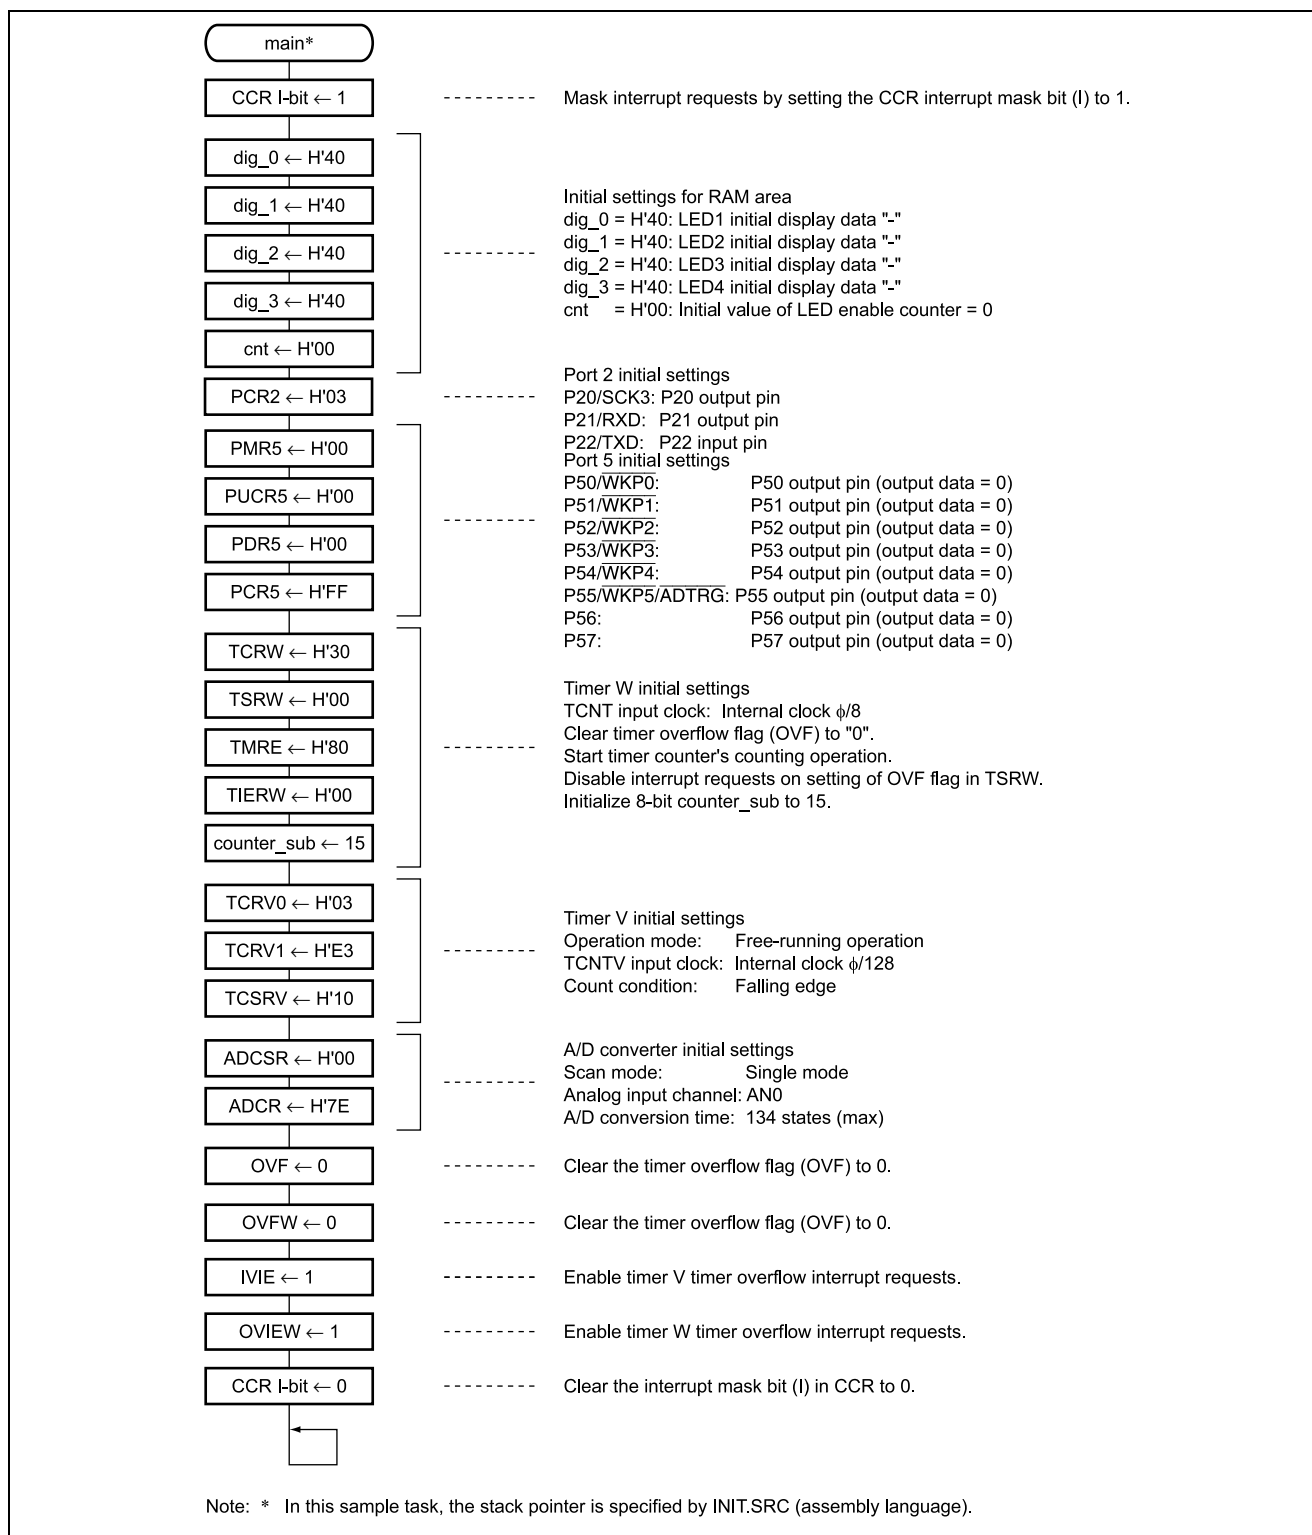 main*
CCR I-bit ← 1
Mask interrupt requests by setting the CCR interrupt mask bit (I) to 1.
dig_0 ← H'40
dig_1 ← H'40
dig_2 ← H'40
dig_3 ← H'40
cnt ← H'00
Initial settings for RAM area
dig_0 = H'40: LED1 initial display data "-"
dig_1 = H'40: LED2 initial display data "-"
dig_2 = H'40: LED3 initial display data "-"
dig_3 = H'40: LED4 initial display data "-"
cnt = H'00: Initial value of LED enable counter = 0
PCR2 ← H'03
Port 2 initial settings
P20/SCK3: P20 output pin
P21/RXD: P21 output pin
P22/TXD: P22 input pin
PMR5 ← H'00
PUCR5 ← H'00
PDR5 ← H'00
PCR5 ← H'FF
Port 5 initial settings
P50/W̅K̅P̅0̅: P50 output pin (output data = 0)
P51/W̅K̅P̅1̅: P51 output pin (output data = 0)
P52/W̅K̅P̅2̅: P52 output pin (output data = 0)
P53/W̅K̅P̅3̅: P53 output pin (output data = 0)
P54/W̅K̅P̅4̅: P54 output pin (output data = 0)
P55/W̅K̅P̅5̅/A̅D̅T̅R̅G̅: P55 output pin (output data = 0)
P56: P56 output pin (output data = 0)
P57: P57 output pin (output data = 0)
TCRW ← H'30
TSRW ← H'00
TMRE ← H'80
TIERW ← H'00
counter_sub ← 15
Timer W initial settings
TCNT input clock: Internal clock ϕ/8
Clear timer overflow flag (OVF) to "0".
Start timer counter's counting operation.
Disable interrupt requests on setting of OVF flag in TSRW.
Initialize 8-bit counter_sub to 15.
TCRV0 ← H'03
TCRV1 ← H'E3
TCSRV ← H'10
Timer V initial settings
Operation mode: Free-running operation
TCNTV input clock: Internal clock ϕ/128
Count condition: Falling edge
ADCSR ← H'00
ADCR ← H'7E
A/D converter initial settings
Scan mode: Single mode
Analog input channel: AN0
A/D conversion time: 134 states (max)
OVF ← 0
Clear the timer overflow flag (OVF) to 0.
OVFW ← 0
Clear the timer overflow flag (OVF) to 0.
IVIE ← 1
Enable timer V timer overflow interrupt requests.
OVIEW ← 1
Enable timer W timer overflow interrupt requests.
CCR I-bit ← 0
Clear the interrupt mask bit (I) in CCR to 0.
Note: * In this sample task, the stack pointer is specified by INIT.SRC (assembly language).